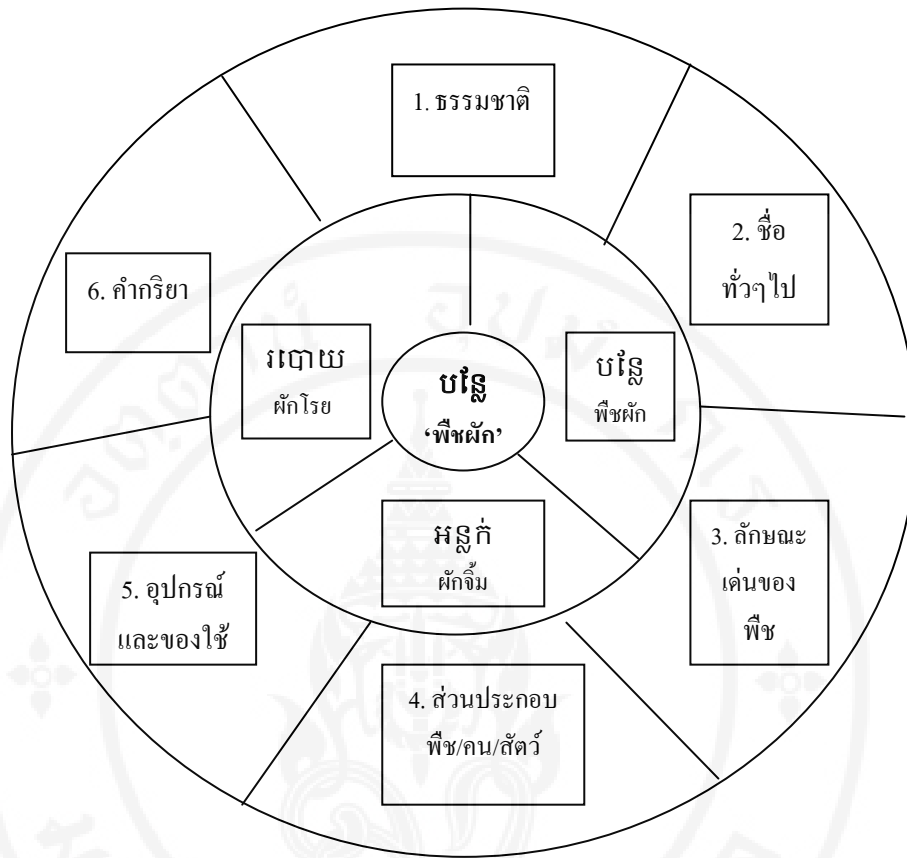 1. ธรรมชาติ
2. ชื่อ
ทั่วๆไป
6. คำกริยา
របោយ
ผักโรย
បន្លែ
‘พืชผัก’
បន្លែ
พืชผัก
អន្លក់
ผักจิ้ม
3. ลักษณะ
เด่นของ
พืช
5. อุปกรณ์
และของใช้
4. ส่วนประกอบ
พืช/คน/สัตว์